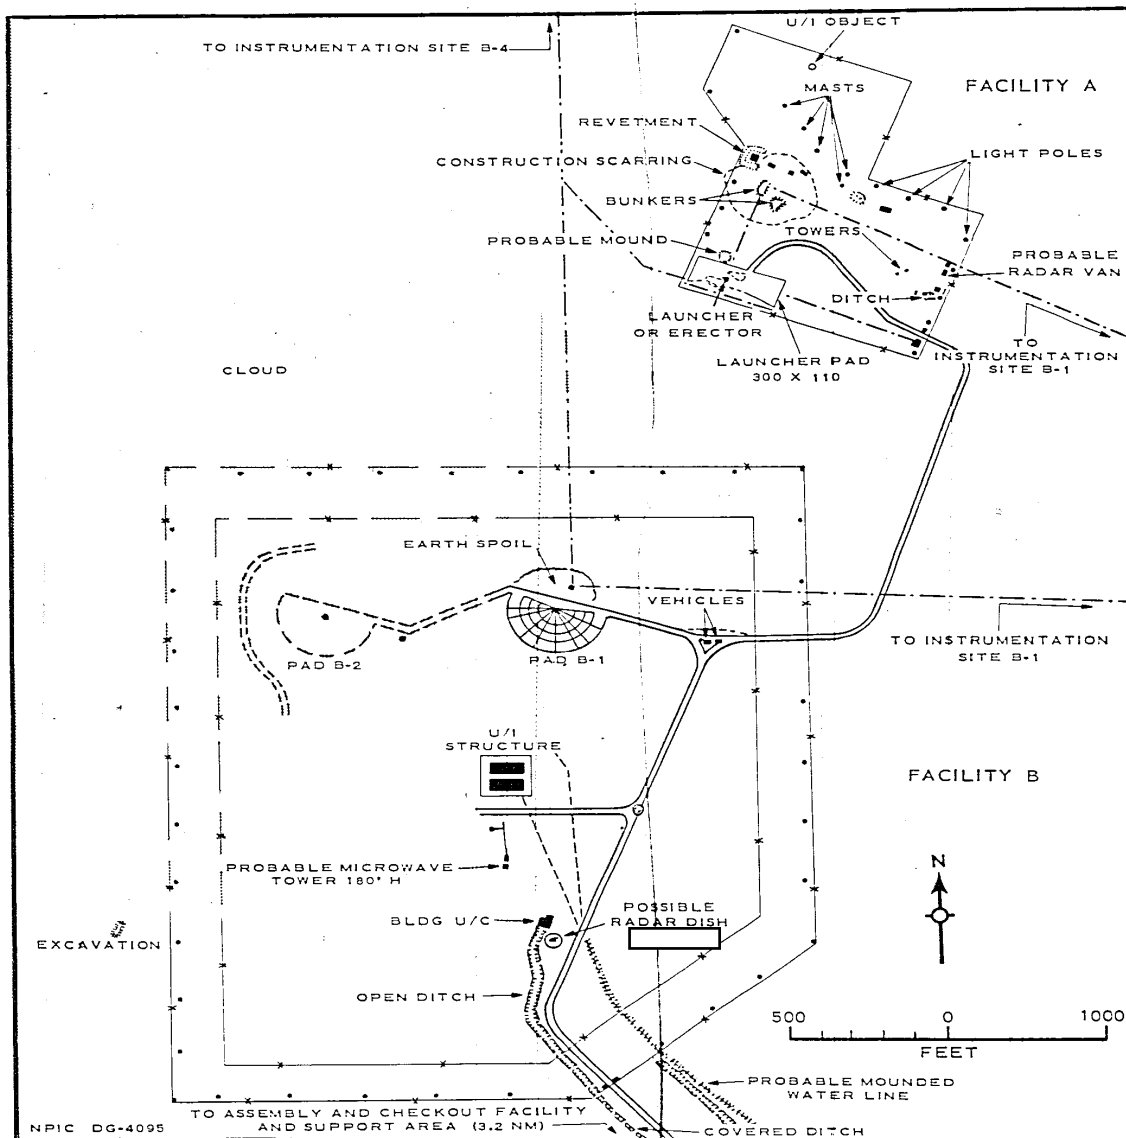 U/I OBJECT
TO INSTRUMENTATION SITE B-4
FACILITY A
MASTS
REVETMENT
CONSTRUCTION SCARRING
LIGHT POLES
BUNKERS
TOWERS
PROBABLE MOUND
PROBABLE
RADAR VAN
DITCH
LAUNCHER
OR ERECTOR
LAUNCHER PAD
300 X 110
TO
INSTRUMENTATION
SITE B-1
CLOUD
EARTH SPOIL
VEHICLES
PAD B-2
PAD B-1
TO INSTRUMENTATION
SITE B-1
U/I
STRUCTURE
FACILITY B
PROBABLE MICROWAVE
TOWER 180' H
N
POSSIBLE
RADAR DISH
BLDG U/C
EXCAVATION
OPEN DITCH
500 0 1000
FEET
PROBABLE MOUNDED
WATER LINE
TO ASSEMBLY AND CHECKOUT FACILITY
AND SUPPORT AREA (3.2 NM)
COVERED DITCH
NPIC DG-4095